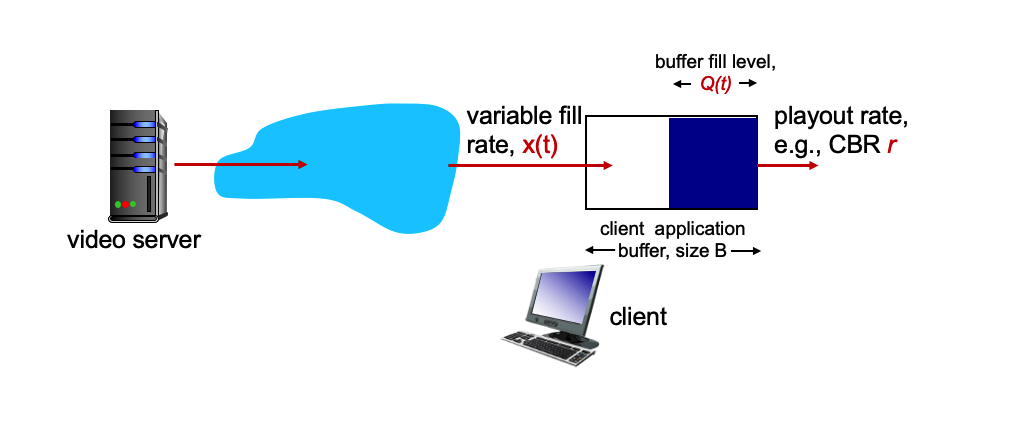 buffer fill level,
Q(t)
variable fill
rate, x(t)
playout rate,
e.g., CBR r
video server
client application
buffer, size B
client